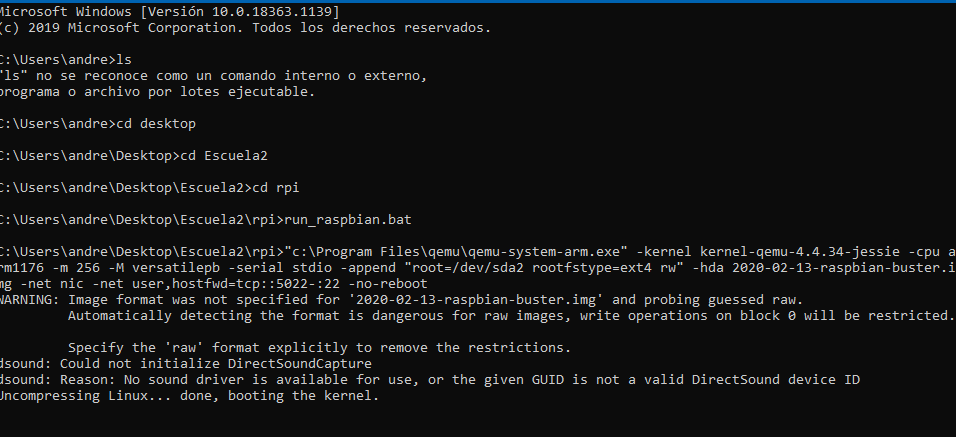 Microsoft Windows [Versión 10.0.18363.1139]
(c) 2019 Microsoft Corporation. Todos los derechos reservados.
C:\Users\andre>ls
"ls" no se reconoce como un comando interno o externo,
programa o archivo por lotes ejecutable.
C:\Users\andre>cd desktop
C:\Users\andre\Desktop>cd Escuela2
C:\Users\andre\Desktop\Escuela2>cd rpi
C:\Users\andre\Desktop\Escuela2\rpi>run_raspbian.bat
C:\Users\andre\Desktop\Escuela2\rpi>"c:\Program Files\qemu\qemu-system-arm.exe" -kernel kernel-qemu-4.4.34-jessie -cpu a
rm1176 -m 256 -M versatilepb -serial stdio -append "root=/dev/sda2 rootfstype=ext4 rw" -hda 2020-02-13-raspbian-buster.i
mg -net nic -net user,hostfwd=tcp::5022-:22 -no-reboot
WARNING: Image format was not specified for '2020-02-13-raspbian-buster.img' and probing guessed raw.
Automatically detecting the format is dangerous for raw images, write operations on block 0 will be restricted.
Specify the 'raw' format explicitly to remove the restrictions.
dsound: Could not initialize DirectSoundCapture
dsound: Reason: No sound driver is available for use, or the given GUID is not a valid DirectSound device ID
Uncompressing Linux... done, booting the kernel.